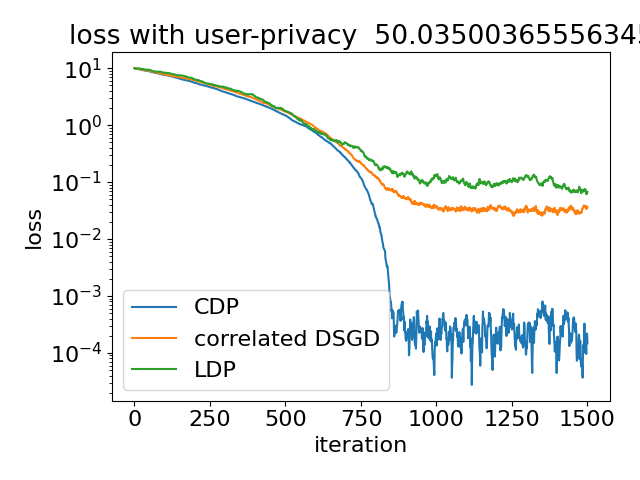 loss with user-privacy 50.0350036555634
10¹
10⁰
10⁻¹
10⁻²
10⁻³
10⁻⁴
loss
CDP
correlated DSGD
LDP
0 250 500 750 1000 1250 1500
iteration